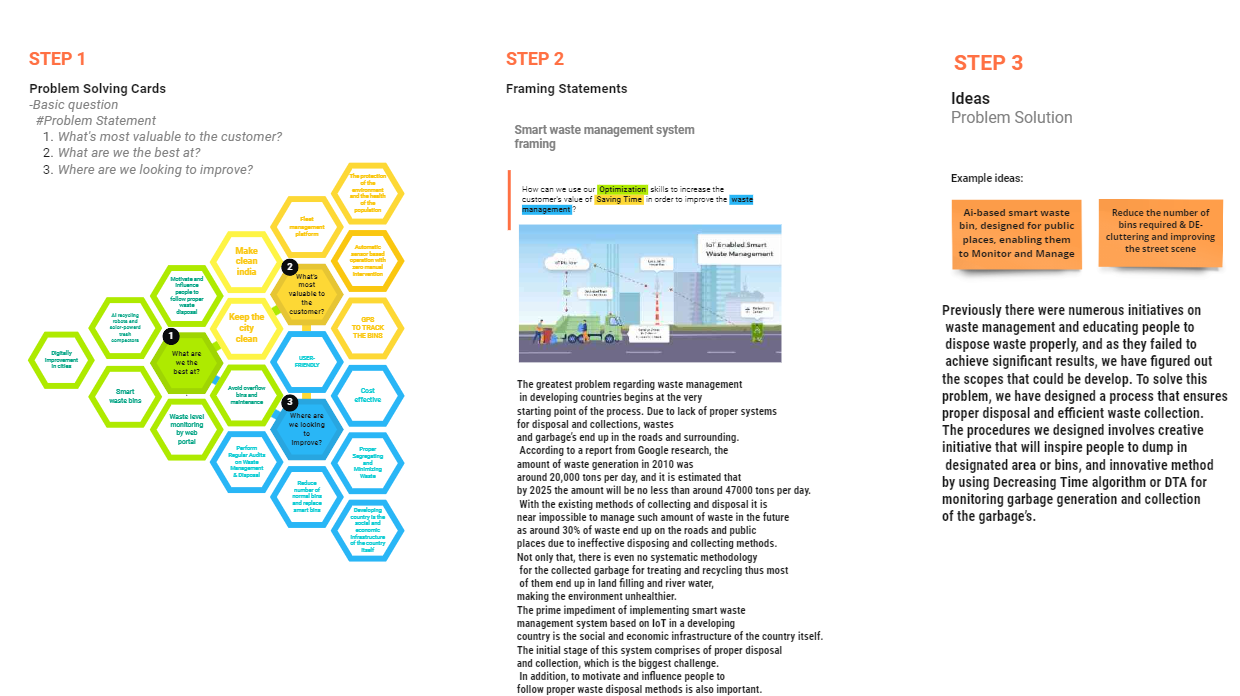 STEP 1
Problem Solving Cards
-Basic question
#Problem Statement
1. What's most valuable to the customer?
2. What are we the best at?
3. Where are we looking to improve?
The protection
of the
environment
and the health
of the
population
Fleet
management
platform
Make
clean
india
Automatic
sensor based
operation with
zero manual
intervention
2
What's
most
valuable to
the
customer?
Motivate and
influence
people to
follow proper
waste
disposal
AI recycling
robots and
solar-powerd
trash
compactors
Keep the
city
clean
GPS
TO TRACK
THE BINS
1
What are
we the
best at?
Digitally
improvement
in cities
USER-
FRIENDLY
Smart
waste bins
Avoid overflow
bins and
maintenance
Cost
effective
3
Where are
we looking
to
improve?
Waste level
monitoring
by web
portal
Perform
Regular Audits
on Waste
Management
& Disposal
Proper
Segregating
and
Minimizing
Waste
Reduce
number of
normal bins
and replace
smart bins
Developing
country is the
social and
economic
infrastructure
of the country
itself
STEP 2
Framing Statements
Smart waste management system
framing
How can we use our Optimization skills to increase the
customer's value of Saving Time in order to improve the waste
management ?
IoT Enabled Smart
Waste Management
The greatest problem regarding waste management
in developing countries begins at the very
starting point of the process. Due to lack of proper systems
for disposal and collections, wastes
and garbage's end up in the roads and surrounding.
According to a report from Google research, the
amount of waste generation in 2010 was
around 20,000 tons per day, and it is estimated that
by 2025 the amount will be no less than around 47000 tons per day.
With the existing methods of collecting and disposal it is
near impossible to manage such amount of waste in the future
as around 30% of waste end up on the roads and public
places due to ineffective disposing and collecting methods.
Not only that, there is even no systematic methodology
for the collected garbage for treating and recycling thus most
of them end up in land filling and river water,
making the environment unhealthier.
The prime impediment of implementing smart waste
management system based on IoT in a developing
country is the social and economic infrastructure of the country itself.
The initial stage of this system comprises of proper disposal
and collection, which is the biggest challenge.
In addition, to motivate and influence people to
follow proper waste disposal methods is also important.
STEP 3
Ideas
Problem Solution
Example ideas:
Ai-based smart waste
bin, designed for public
places, enabling them
to Monitor and Manage
Reduce the number of
bins required & DE-
cluttering and improving
the street scene
Previously there were numerous initiatives on
waste management and educating people to
dispose waste properly, and as they failed to
achieve significant results, we have figured out
the scopes that could be develop. To solve this
problem, we have designed a process that ensures
proper disposal and efficient waste collection.
The procedures we designed involves creative
initiative that will inspire people to dump in
designated area or bins, and innovative method
by using Decreasing Time algorithm or DTA for
monitoring garbage generation and collection
of the garbage's.